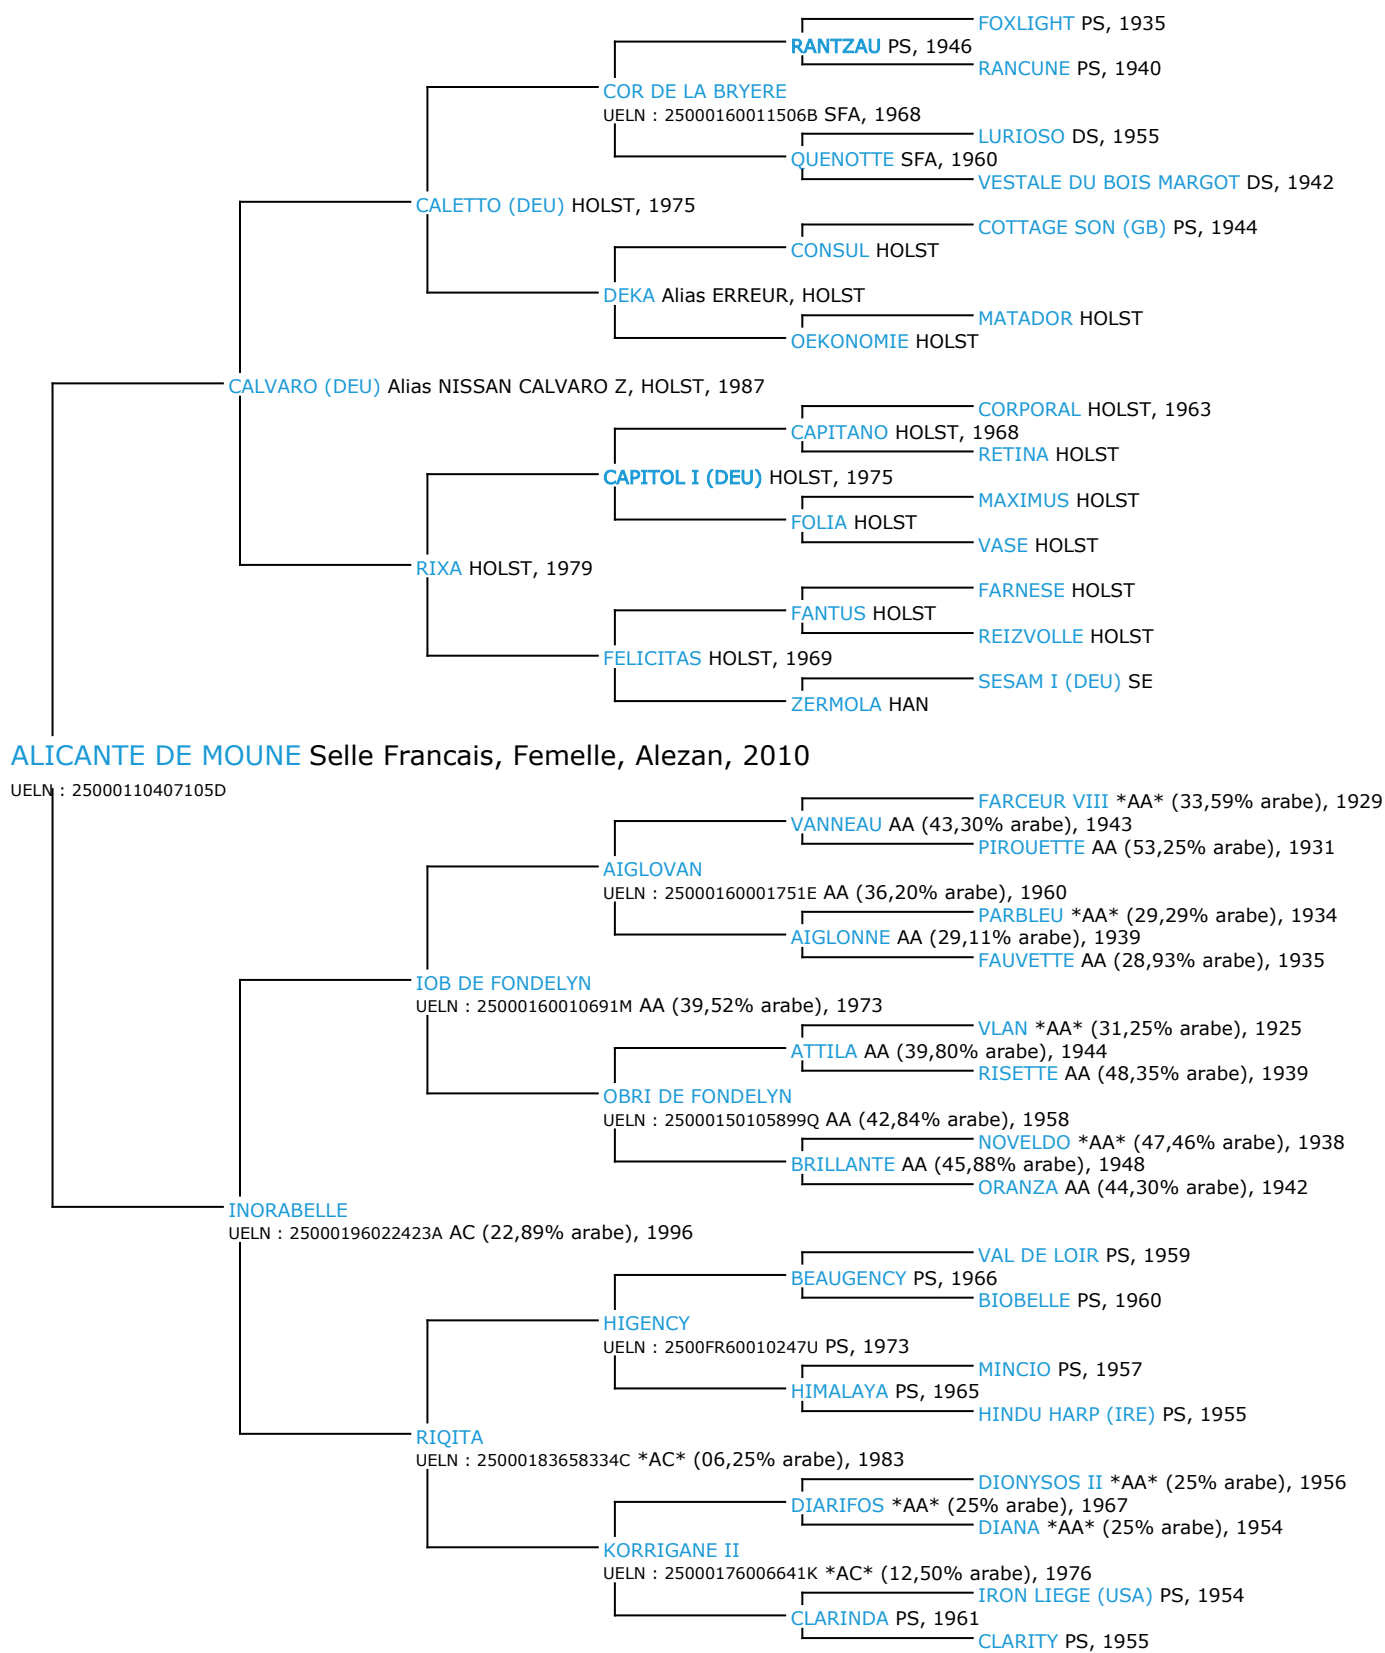 FOXLIGHT PS, 1935
RANTZAU PS, 1946
RANCUNE PS, 1940
COR DE LA BRYERE
UELN : 25000160011506B SFA, 1968
LURIOSO DS, 1955
QUENOTTE SFA, 1960
VESTALE DU BOIS MARGOT DS, 1942
CALETTO (DEU) HOLST, 1975
COTTAGE SON (GB) PS, 1944
CONSUL HOLST
DEKA Alias ERREUR, HOLST
MATADOR HOLST
OEKONOMIE HOLST
CALVARO (DEU) Alias NISSAN CALVARO Z, HOLST, 1987
CORPORAL HOLST, 1963
CAPITANO HOLST, 1968
RETINA HOLST
CAPITOL I (DEU) HOLST, 1975
MAXIMUS HOLST
FOLIA HOLST
VASE HOLST
RIXA HOLST, 1979
FARNESE HOLST
FANTUS HOLST
REIZVOLLE HOLST
FELICITAS HOLST, 1969
SESAM I (DEU) SE
ZERMOLA HAN
ALICANTE DE MOUNE Selle Francais, Femelle, Alezan, 2010
UELN : 25000110407105D
FARCEUR VIII *AA* (33,59% arabe), 1929
VANNEAU AA (43,30% arabe), 1943
PIROUETTE AA (53,25% arabe), 1931
AIGLOVAN
UELN : 25000160001751E AA (36,20% arabe), 1960
PARBLEU *AA* (29,29% arabe), 1934
AIGLONNE AA (29,11% arabe), 1939
FAUVETTE AA (28,93% arabe), 1935
IOB DE FONDELYN
UELN : 25000160010691M AA (39,52% arabe), 1973
VLAN *AA* (31,25% arabe), 1925
ATTILA AA (39,80% arabe), 1944
RISETTE AA (48,35% arabe), 1939
OBRI DE FONDELYN
UELN : 25000150105899Q AA (42,84% arabe), 1958
NOVELDO *AA* (47,46% arabe), 1938
BRILLANTE AA (45,88% arabe), 1948
ORANZA AA (44,30% arabe), 1942
INORABELLE
UELN : 25000196022423A AC (22,89% arabe), 1996
VAL DE LOIR PS, 1959
BEAUGENCY PS, 1966
BIOBELLE PS, 1960
HIGENCY
UELN : 2500FR60010247U PS, 1973
MINCIO PS, 1957
HIMALAYA PS, 1965
HINDU HARP (IRE) PS, 1955
RIQITA
UELN : 25000183658334C *AC* (06,25% arabe), 1983
DIONYSOS II *AA* (25% arabe), 1956
DIARIFOS *AA* (25% arabe), 1967
DIANA *AA* (25% arabe), 1954
KORRIGANE II
UELN : 25000176006641K *AC* (12,50% arabe), 1976
IRON LIEGE (USA) PS, 1954
CLARINDA PS, 1961
CLARITY PS, 1955